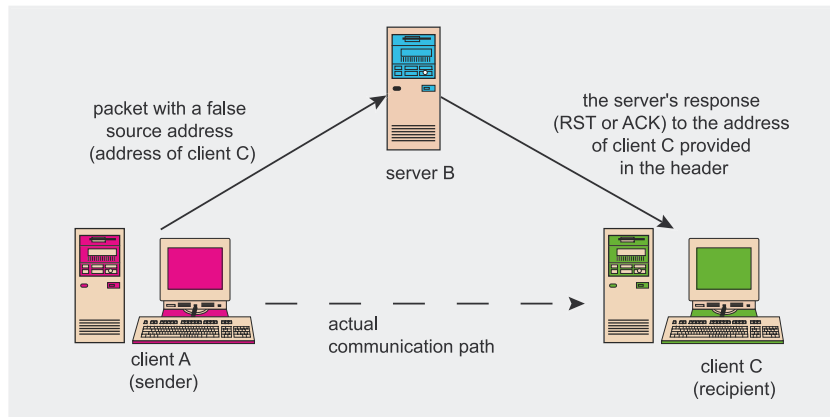 packet with a false
source address
(address of client C)
server B
the server's response
(RST or ACK) to the address
of client C provided
in the header
client A
(sender)
actual
communication path
client C
(recipient)